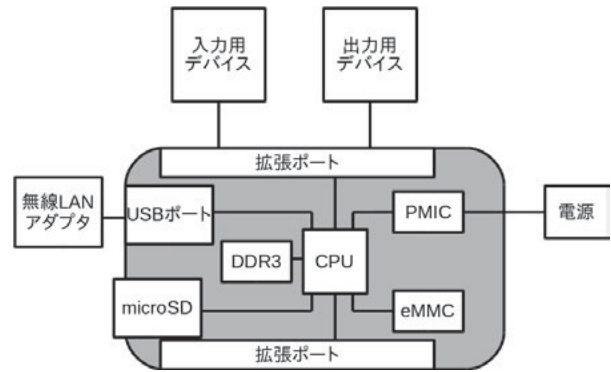 入力用
デバイス
出力用
デバイス
拡張ポート
無線LAN
アダプタ
USBポート
PMIC
電源
DDR3
CPU
microSD
eMMC
拡張ポート